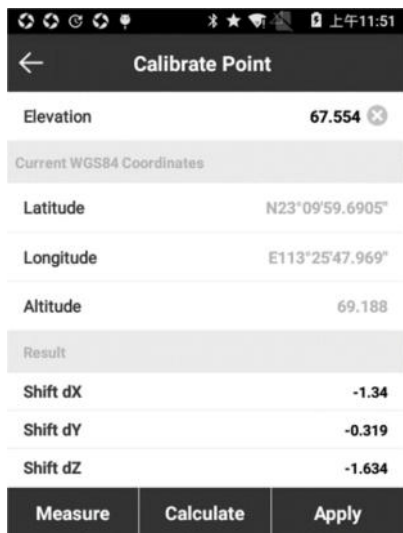 上午11:51
Calibrate Point
Elevation 67.554
Current WGS84 Coordinates
Latitude N23°09'59.6905"
Longitude E113°25'47.969"
Altitude 69.188
Result
Shift dX -1.34
Shift dY -0.319
Shift dZ -1.634
Measure Calculate Apply